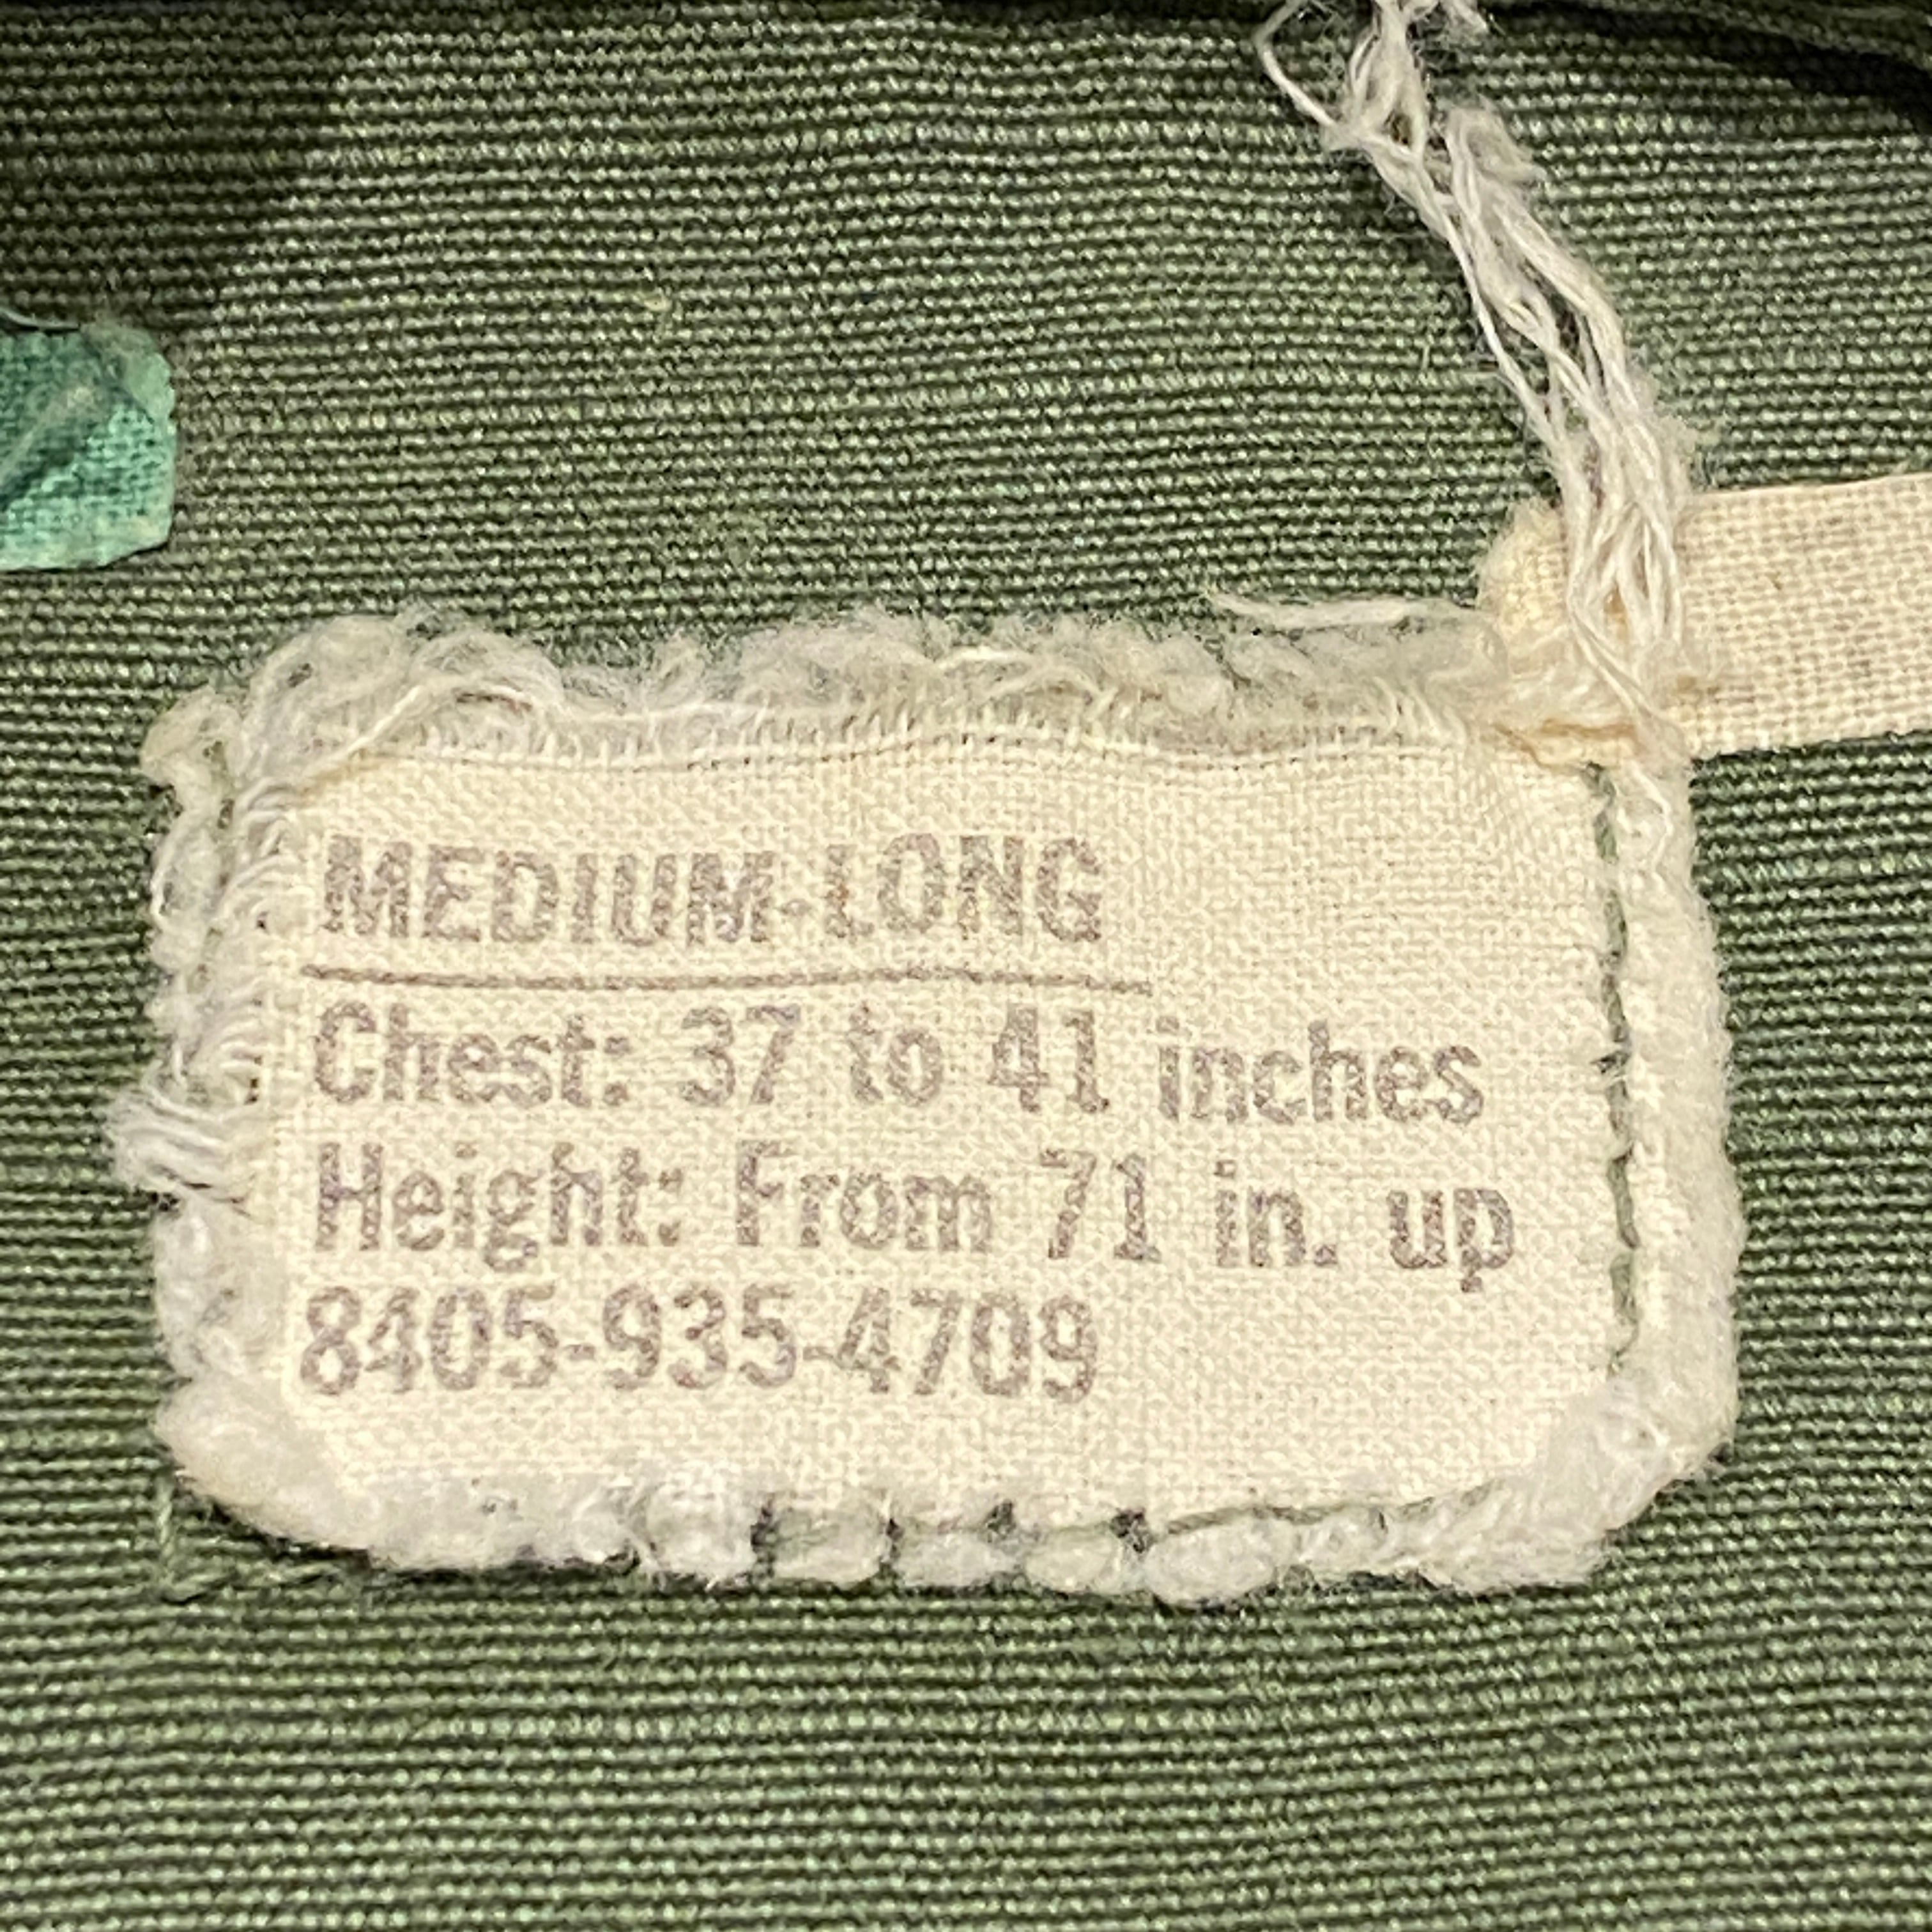 MEDIUM-LONG
Chest: 37 to 41 inches
Height: From 71 in. up
8405-935-4709